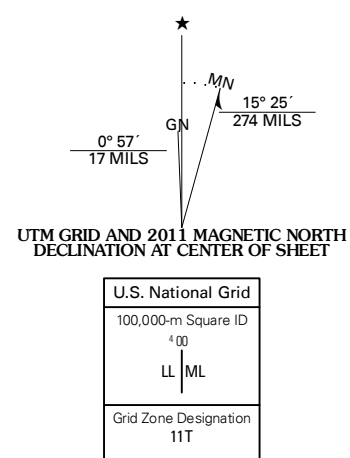 ★
MN
GN
15° 25´
274 MILS
0° 57´
17 MILS
UTM GRID AND 2011 MAGNETIC NORTH
DECLINATION AT CENTER OF SHEET
U.S. National Grid
100,000-m Square ID
4 00
LL ML
Grid Zone Designation
11T